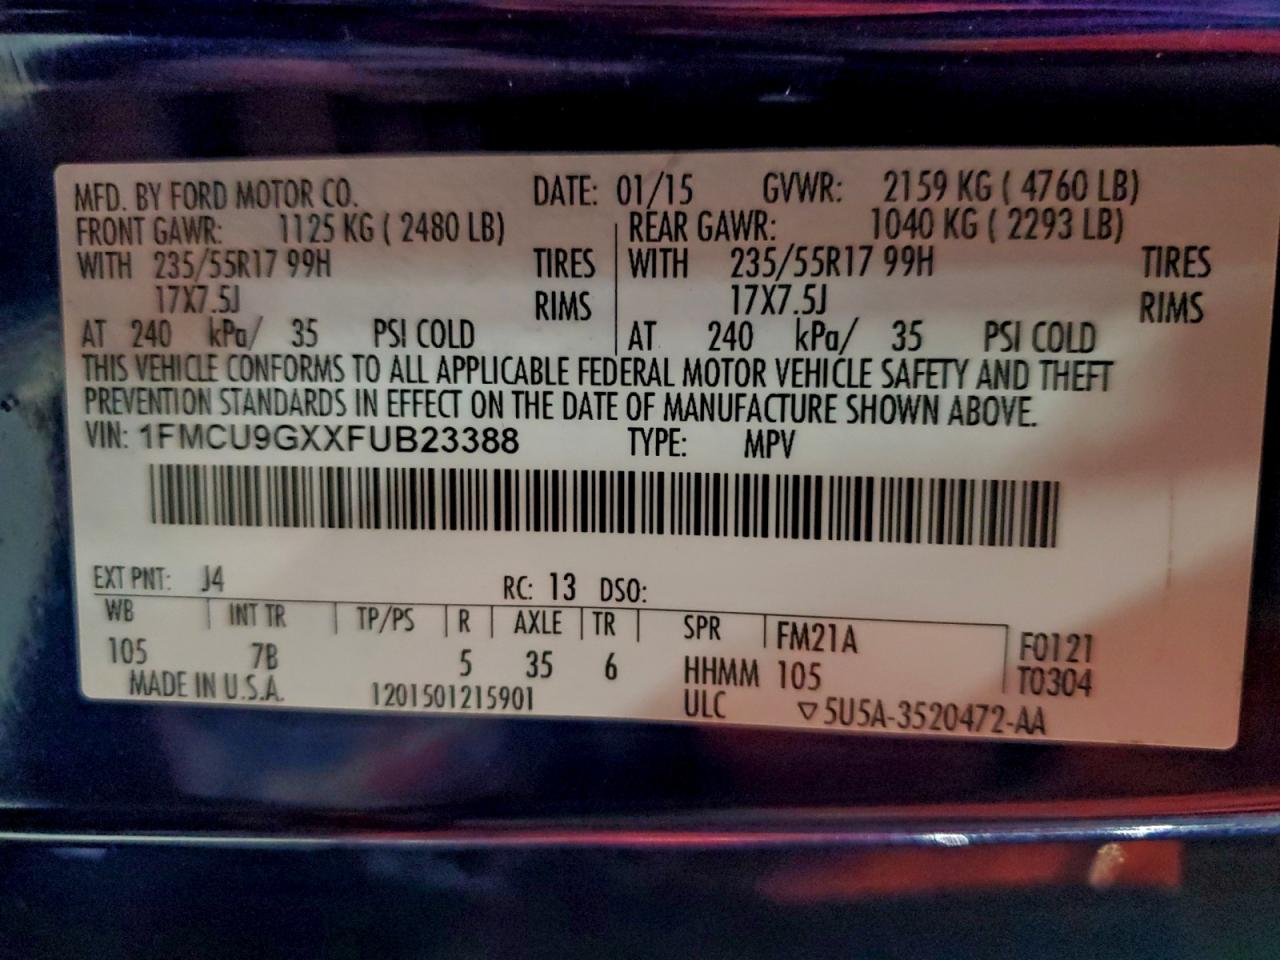 MFD. BY FORD MOTOR CO. DATE: 01/15 GVWR: 2159 KG ( 4760 LB)
FRONT GAWR: 1125 KG ( 2480 LB) REAR GAWR: 1040 KG ( 2293 LB)
WITH 235/55R17 99H TIRES WITH 235/55R17 99H TIRES
17X7.5J RIMS 17X7.5J RIMS
AT 240 kPa/ 35 PSI COLD AT 240 kPa/ 35 PSI COLD
THIS VEHICLE CONFORMS TO ALL APPLICABLE FEDERAL MOTOR VEHICLE SAFETY AND THEFT
PREVENTION STANDARDS IN EFFECT ON THE DATE OF MANUFACTURE SHOWN ABOVE.
VIN: 1FMCU9GXXFUB23388 TYPE: MPV
EXT PNT: J4 RC: 13 DSO:
WB INT TR TP/PS R AXLE TR SPR FM21A F0121
105 7B 5 35 6 HHMM 105 T0304
MADE IN U.S.A. 1201501215901 ULC ▽5U5A-3520472-AA